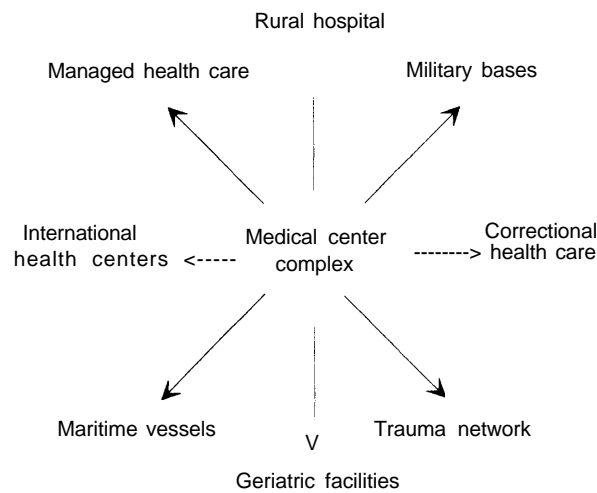 Rural hospital
Managed health care
Military bases
International
health centers
<-----
Medical center
complex
-------->
Correctional
health care
Maritime vessels
V
Trauma network
Geriatric facilities